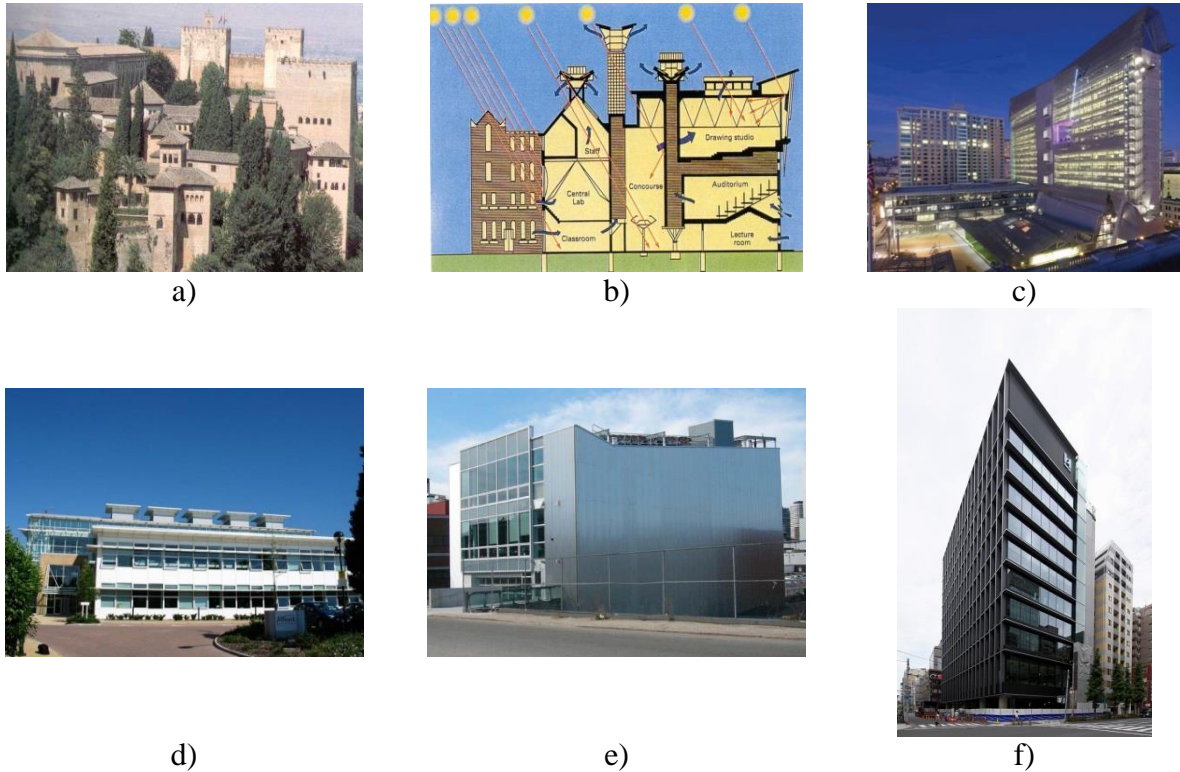 Staff
Drawing studio
Central
Lab
Concourse
Auditorium
Classroom
Lecture
room
a)
b)
c)
d)
e)
f)